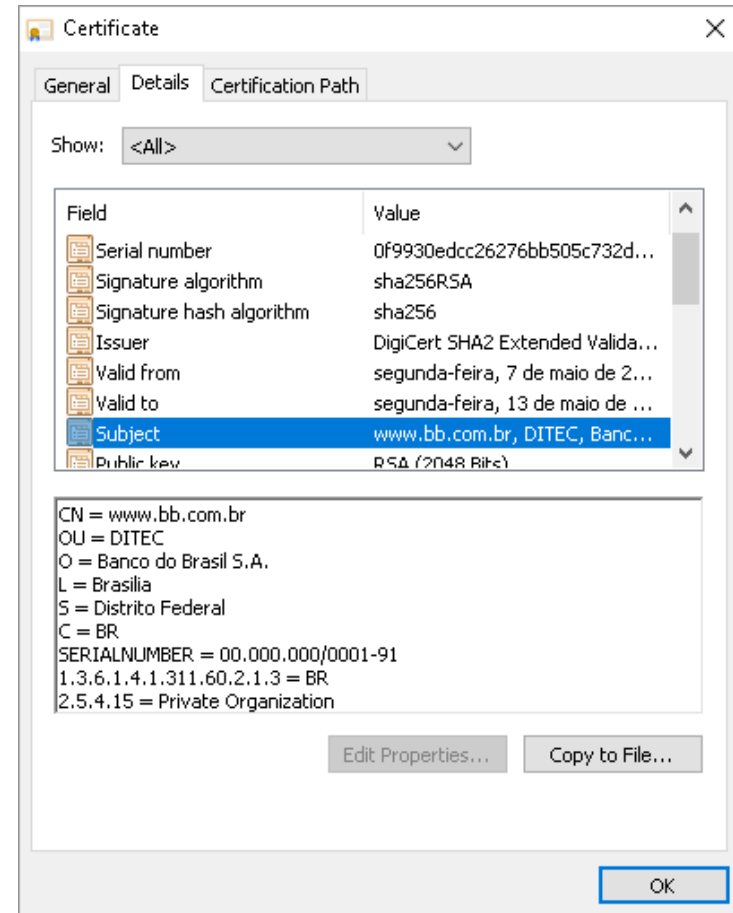 Certificate
General Details Certification Path
Show: <All>
Field Value
Serial number 0f9930edcc26276bb505c732d...
Signature algorithm sha256RSA
Signature hash algorithm sha256
Issuer DigiCert SHA2 Extended Valida...
Valid from segunda-feira, 7 de maio de 2...
Valid to segunda-feira, 13 de maio de ...
Subject www.bb.com.br, DITEC, Banc...
Public key RSA (2048 Bits)
CN = www.bb.com.br
OU = DITEC
O = Banco do Brasil S.A.
L = Brasilia
S = Distrito Federal
C = BR
SERIALNUMBER = 00.000.000/0001-91
1.3.6.1.4.1.311.60.2.1.3 = BR
2.5.4.15 = Private Organization
Edit Properties... Copy to File...
OK